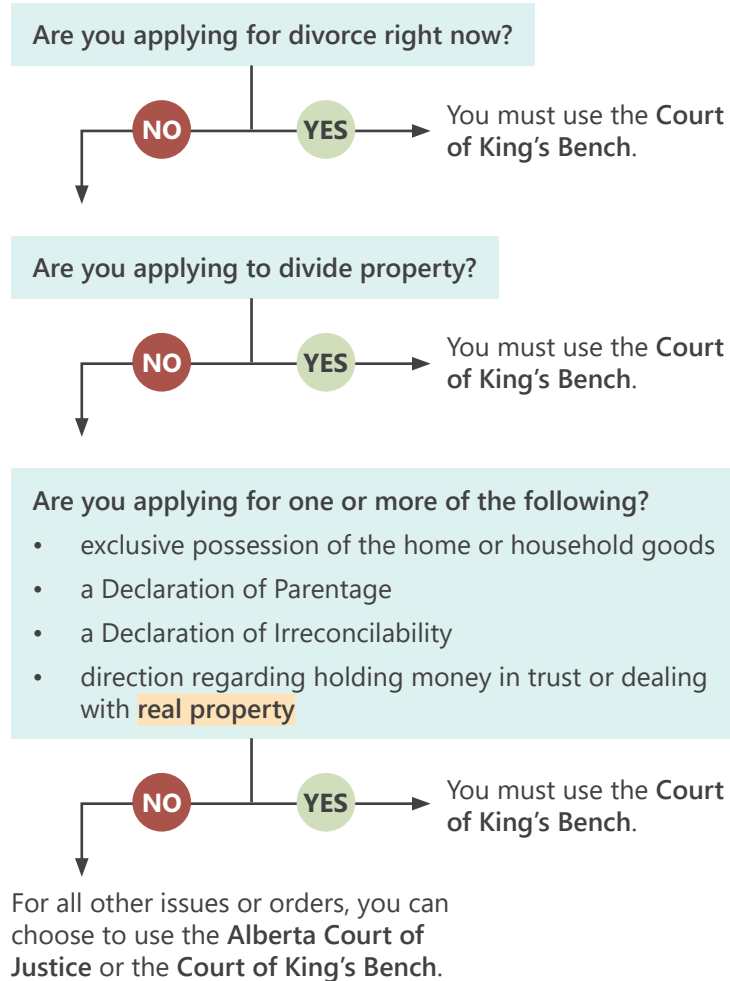 Are you applying for divorce right now?
NO
YES
You must use the Court
of King's Bench.
Are you applying to divide property?
NO
YES
You must use the Court
of King's Bench.
Are you applying for one or more of the following?
• exclusive possession of the home or household goods
• a Declaration of Parentage
• a Declaration of Irreconcilability
• direction regarding holding money in trust or dealing
with real property
NO
YES
You must use the Court
of King's Bench.
For all other issues or orders, you can
choose to use the Alberta Court of
Justice or the Court of King's Bench.